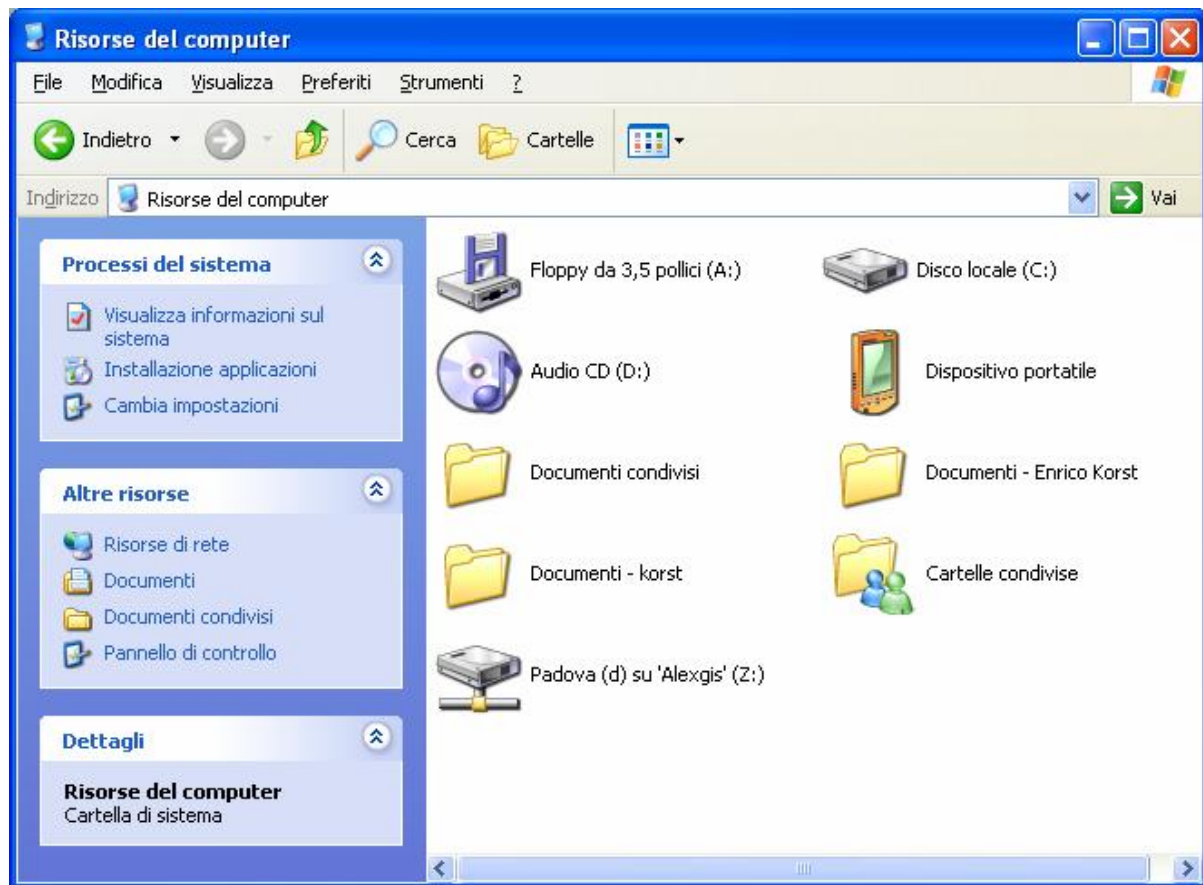 Risorse del computer
File Modifica Visualizza Preferiti Strumenti ?
Indietro Cerca Cartelle
Indirizzo Risorse del computer Vai
Processi del sistema
Visualizza informazioni sul
sistema
Installazione applicazioni
Cambia impostazioni
Altre risorse
Risorse di rete
Documenti
Documenti condivisi
Pannello di controllo
Dettagli
Risorse del computer
Cartella di sistema
Floppy da 3,5 pollici (A:)
Disco locale (C:)
Audio CD (D:)
Dispositivo portatile
Documenti condivisi
Documenti - Enrico Korst
Documenti - korst
Cartelle condivise
Padova (d) su 'Alexgis' (Z:)